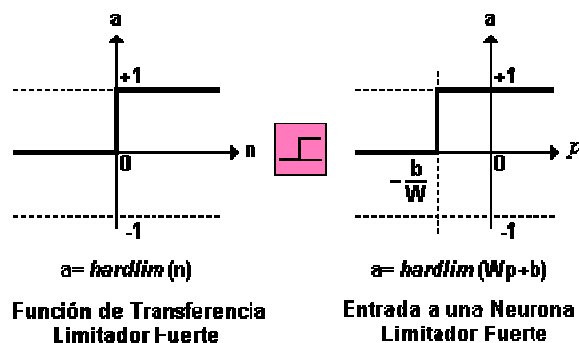 a
+1
n
0
-1
a= hardlim(n)
Función de Transferencia
Limitador Fuerte
a
+1
p
0
-b/W
-1
a= hardlim(Wp+b)
Entrada a una Neurona
Limitador Fuerte